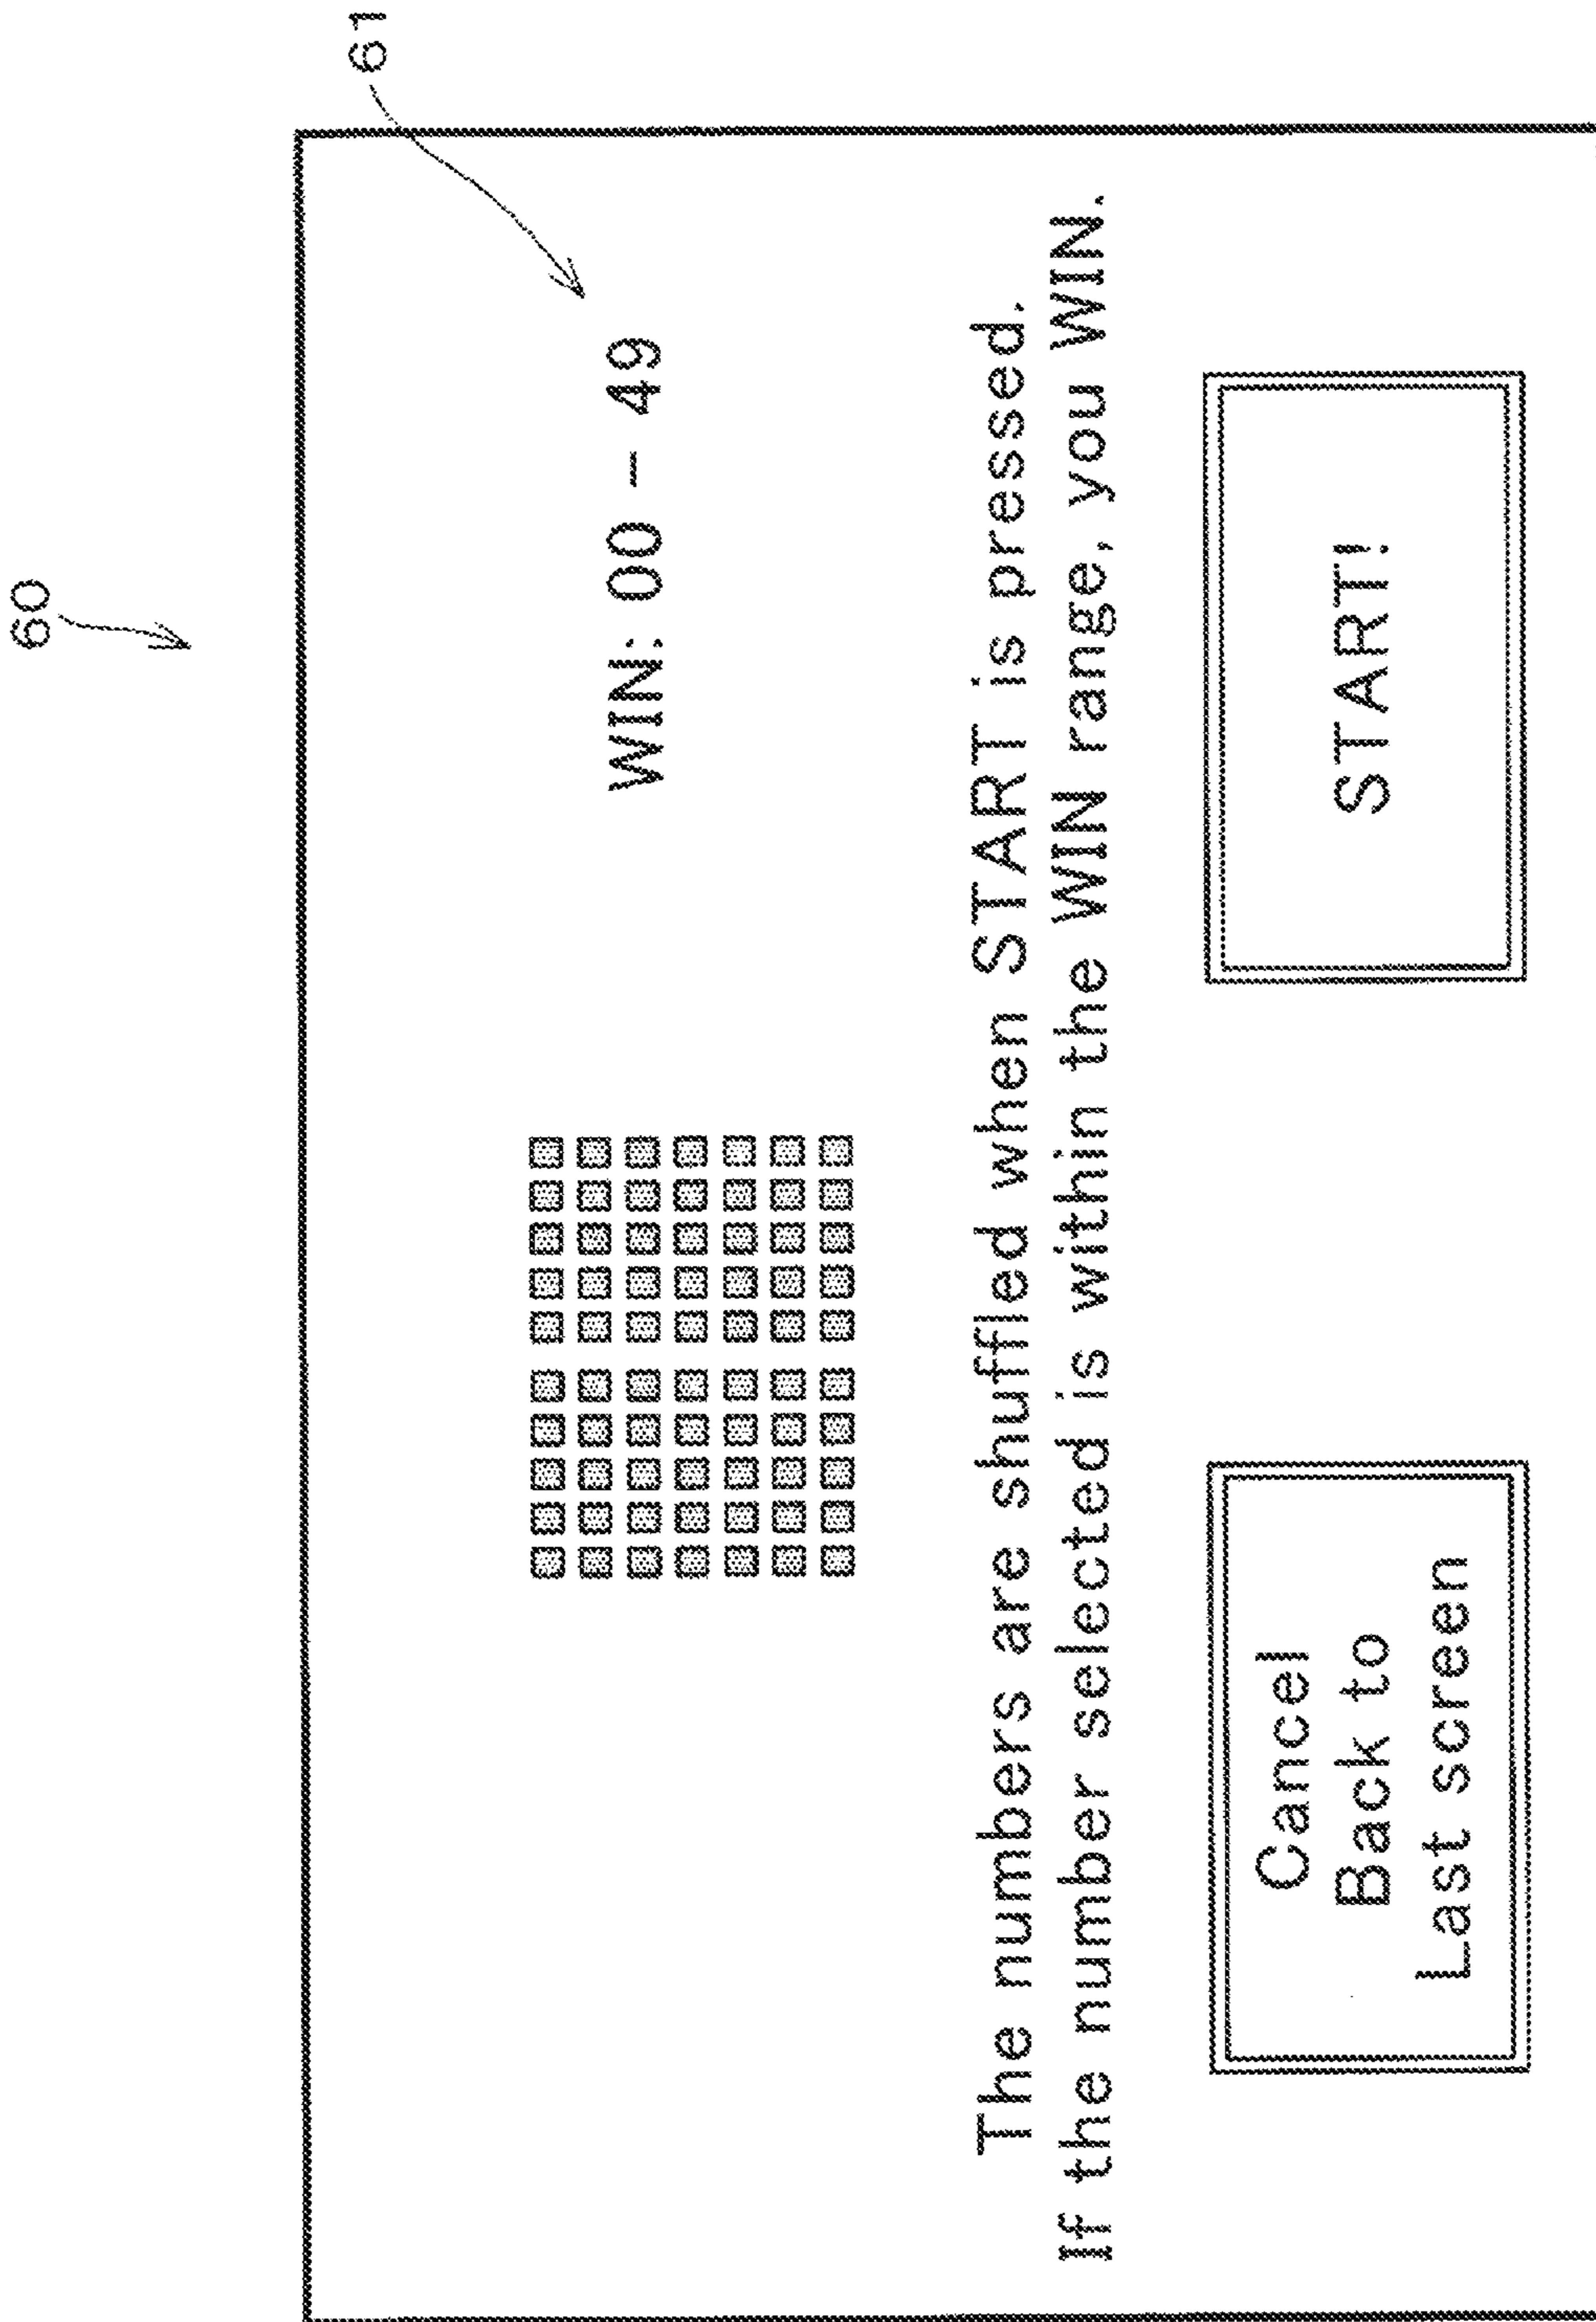 60
61
WIN: 00 - 49
The numbers are shuffled when START is pressed.
If the number selected is within the WIN range, you WIN.
Cancel
Back to
Last screen
START!